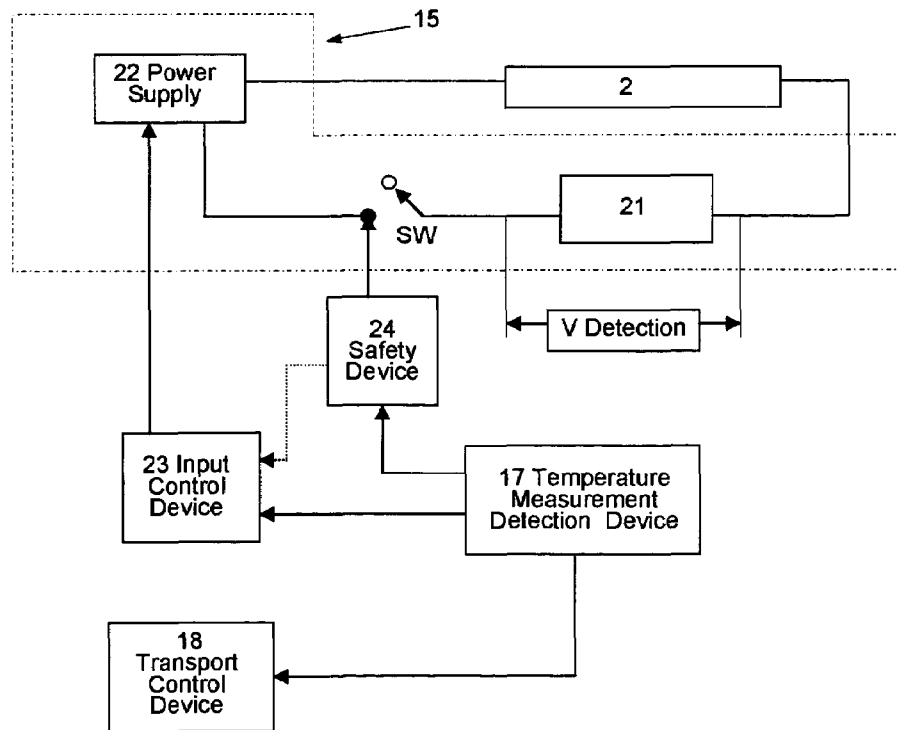 15
22 Power
Supply
2
21
SW
V Detection
24
Safety
Device
23 Input
Control
Device
17 Temperature
Measurement
Detection Device
18
Transport
Control
Device